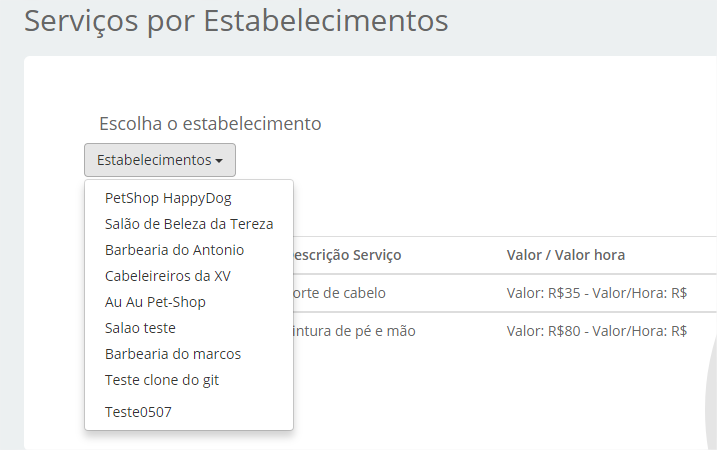 Serviços por Estabelecimentos
Escolha o estabelecimento
Estabelecimentos
PetShop HappyDog
Salão de Beleza da Tereza
Barbearia do Antonio
Cabeleireiros da XV
Au Au Pet-Shop
Salao teste
Barbearia do marcos
Teste clone do git
Teste0507
escrição Serviço Valor / Valor hora
orte de cabelo Valor: R$35 - Valor/Hora: R$
intura de pé e mão Valor: R$80 - Valor/Hora: R$